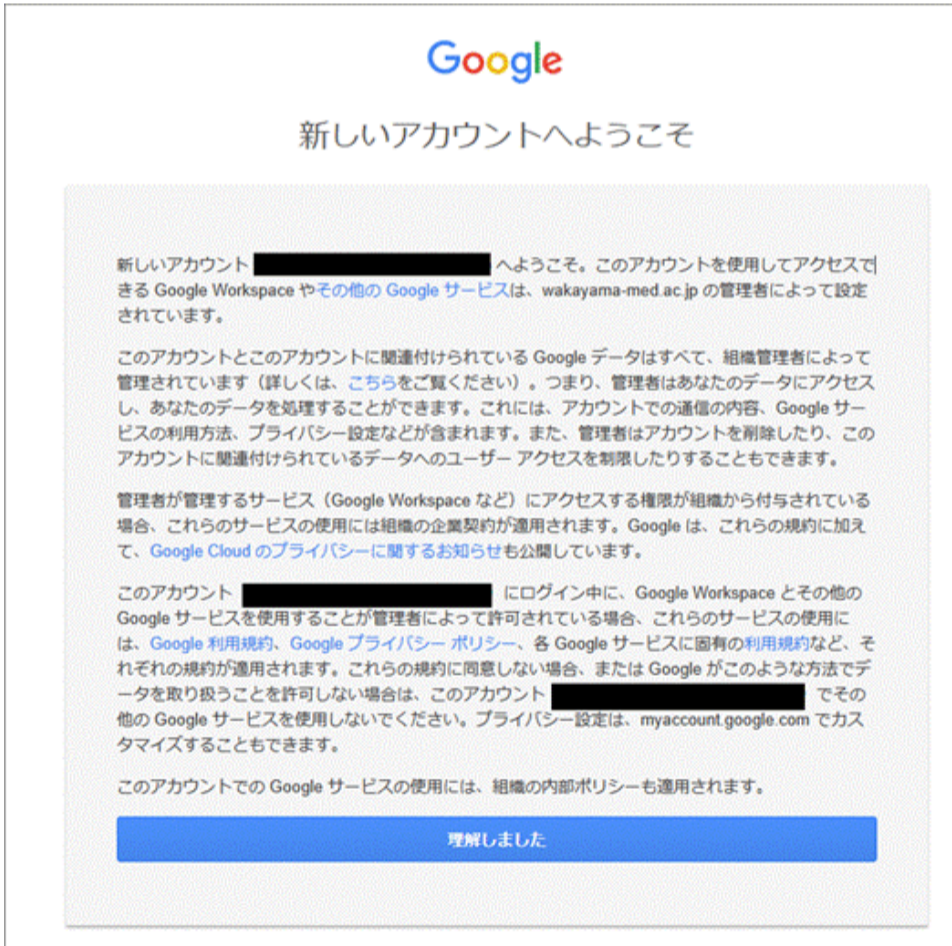 Google
新しいアカウントへようこそ
新しいアカウント へようこそ。このアカウントを使用してアクセスで
きる Google Workspace やその他の Google サービスは、wakayama-med.ac.jp の管理者によって設定
されています。
このアカウントとこのアカウントに関連付けられている Google データはすべて、組織管理者によって
管理されています（詳しくは、こちらをご覧ください）。つまり、管理者はあなたのデータにアクセス
し、あなたのデータを処理することができます。これには、アカウントでの通信の内容、Google サー
ビスの利用方法、プライバシー設定などが含まれます。また、管理者はアカウントを削除したり、この
アカウントに関連付けられているデータへのユーザー アクセスを制限したりすることもできます。
管理者が管理するサービス（Google Workspace など）にアクセスする権限が組織から付与されている
場合、これらのサービスの使用には組織の企業契約が適用されます。Google は、これらの規約に加え
て、Google Cloud のプライバシーに関するお知らせも公開しています。
このアカウント にログイン中に、Google Workspace とその他の
Google サービスを使用することが管理者によって許可されている場合、これらのサービスの使用に
は、Google 利用規約、Google プライバシー ポリシー、各 Google サービスに固有の利用規約など、そ
れぞれの規約が適用されます。これらの規約に同意しない場合、または Google がこのような方法でデ
ータを取り扱うことを許可しない場合は、このアカウント でその
他の Google サービスを使用しないでください。プライバシー設定は、myaccount.google.com でカス
タマイズすることもできます。
このアカウントでの Google サービスの使用には、組織の内部ポリシーも適用されます。
理解しました